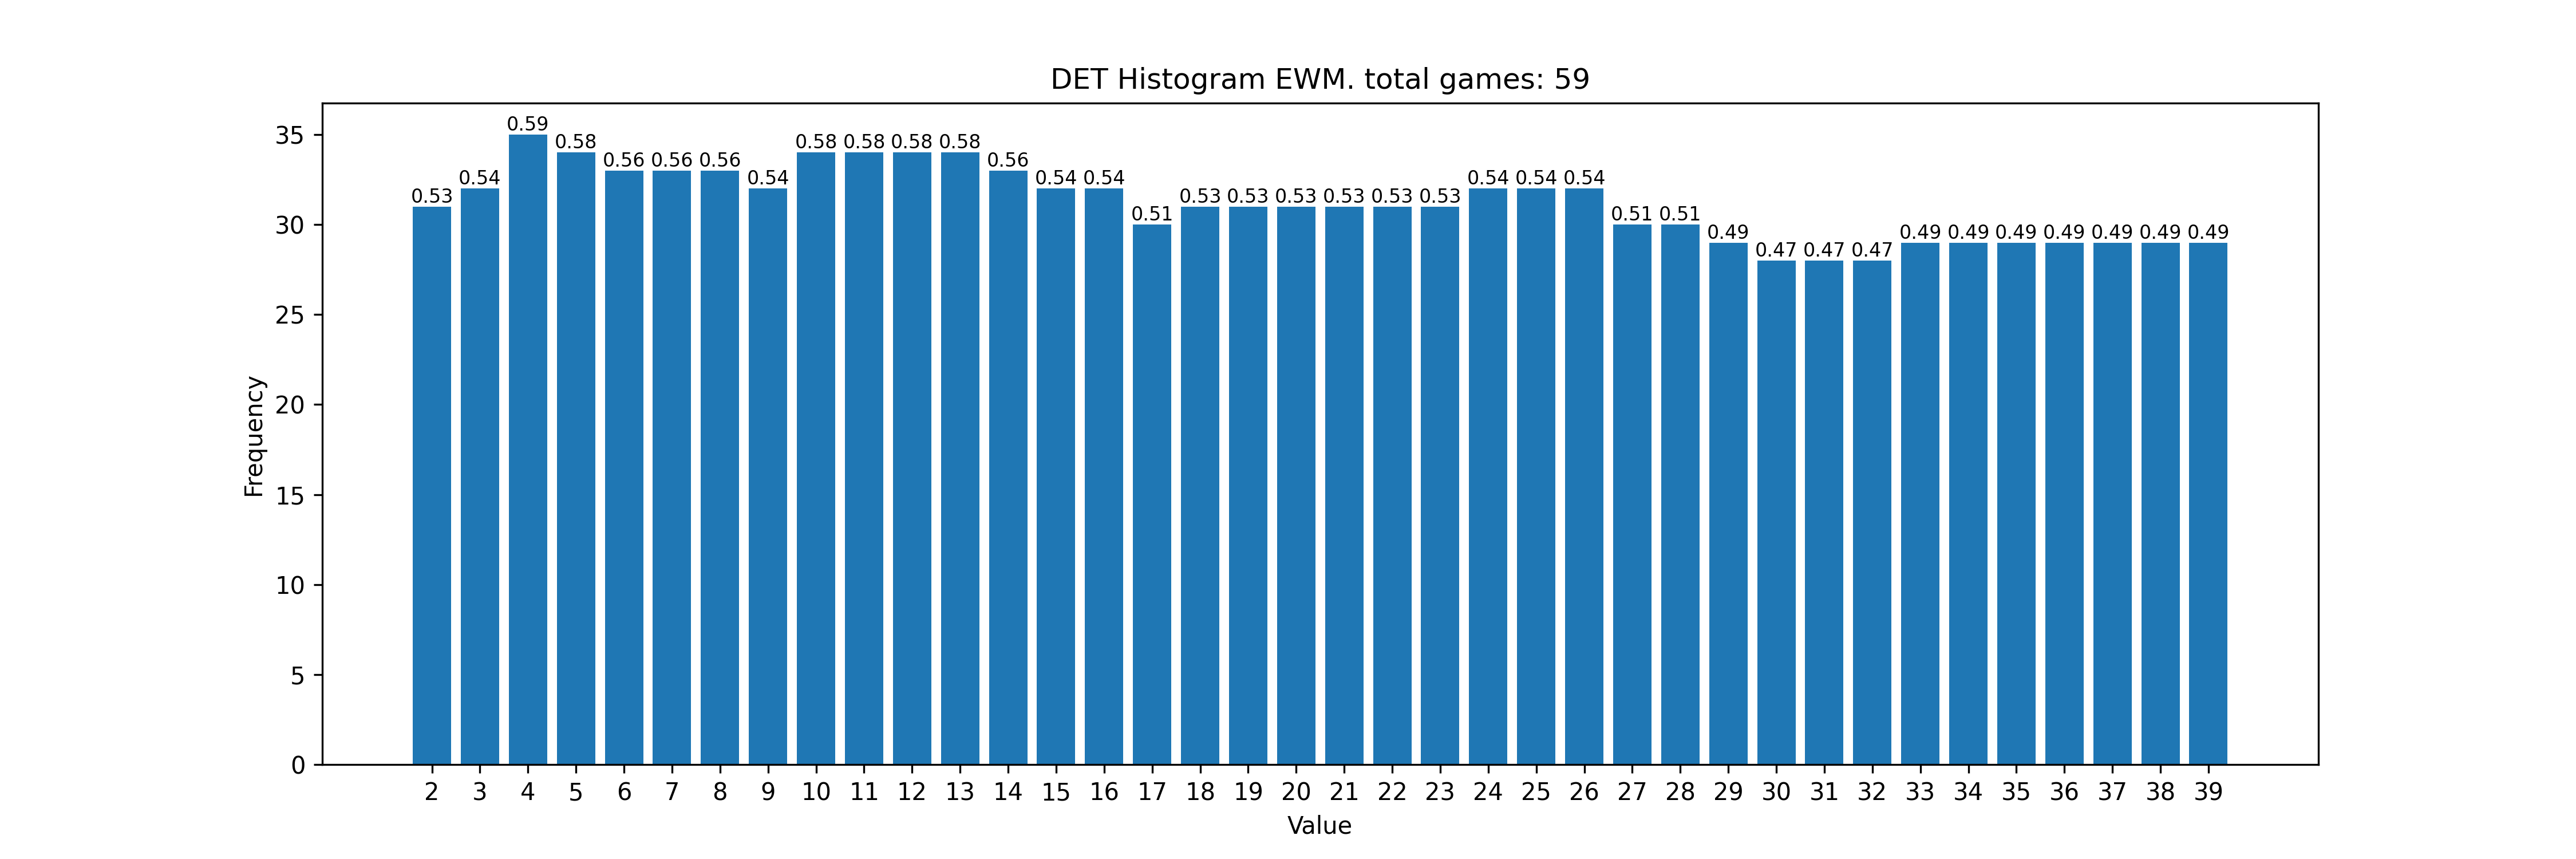 DET Histogram EWM. total games: 59
35
30
25
20
15
10
5
0
Frequency
0.53 0.54 0.59 0.58 0.56 0.56 0.56 0.54 0.58 0.58 0.58 0.58 0.56 0.54 0.54 0.51 0.53 0.53 0.53 0.53 0.53 0.53 0.54 0.54 0.54 0.51 0.51 0.49 0.47 0.47 0.47 0.49 0.49 0.49 0.49 0.49 0.49 0.49
2 3 4 5 6 7 8 9 10 11 12 13 14 15 16 17 18 19 20 21 22 23 24 25 26 27 28 29 30 31 32 33 34 35 36 37 38 39
Value